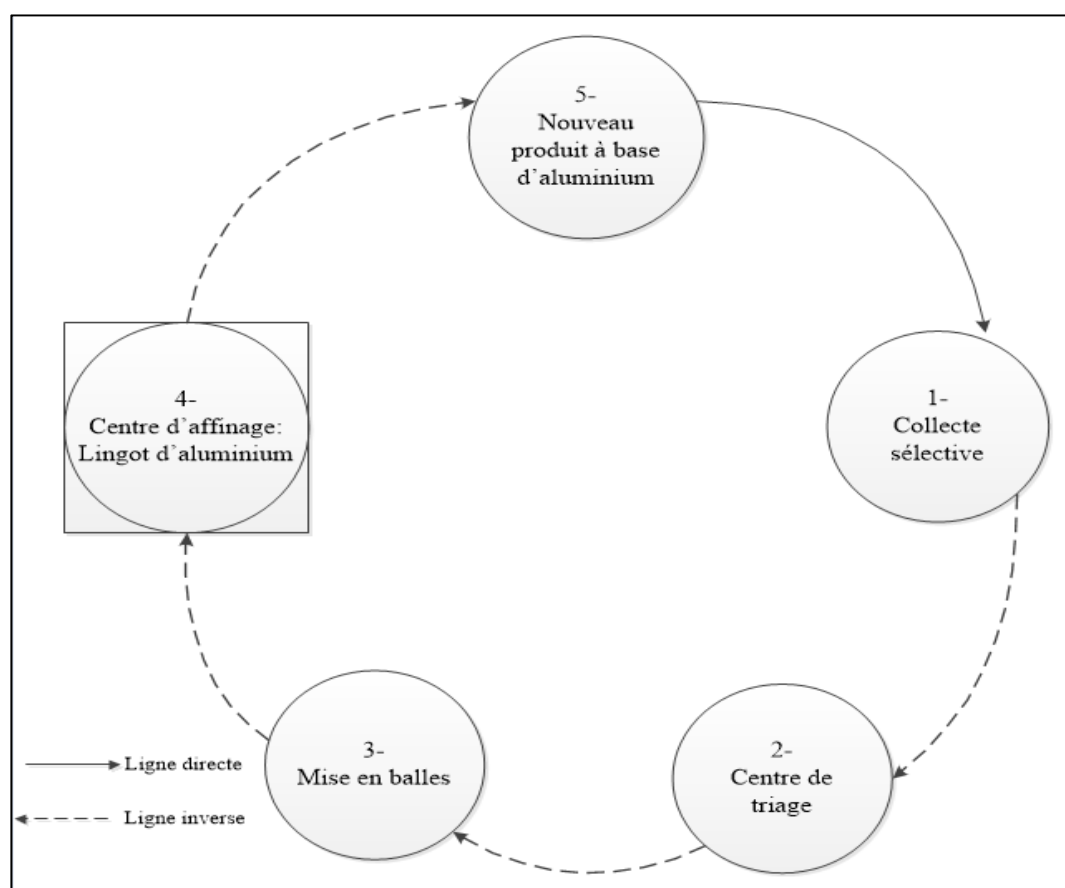 5-
Nouveau
produit à base
d'aluminium
1-
Collecte
sélective
2-
Centre de
triage
3-
Mise en balles
4-
Centre d'affinage:
Lingot d'aluminium
Ligne directe
Ligne inverse